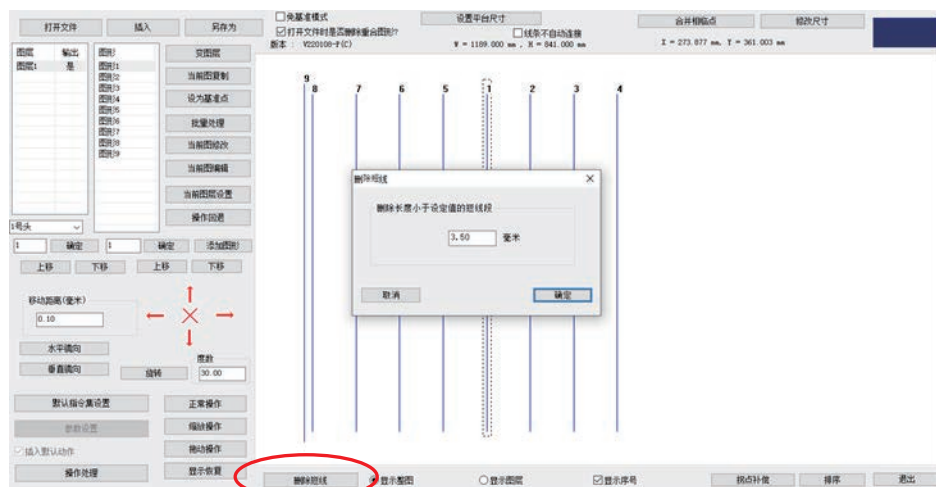 打开文件 插入 另存为
免基准模式
打开文件时是否删除重合图形?
版本: V220108-F(C)
设置平台尺寸
线条不自动连接
W = 1189.000 mm , H = 841.000 mm
合并相临点 修改尺寸
X = 273.877 mm, Y = 361.003 mm
图层 输出
图层1 是
图形
图形1
图形2
图形3
图形4
图形5
图形6
图形7
图形8
图形9
变图层
当前图复制
设为基准点
批量处理
当前图修改
当前图编辑
当前图层设置
操作回退
1号头
1 确定 1 确定 添加图形
上移 下移 上移 下移
移动距离(毫米)
0.10
水平镜向
垂直镜向 旋转
度数
30.00
默认指令集设置 正常操作
参数设置 缩放操作
插入默认动作 拖动操作
操作处理 显示恢复
9 8 7 6 5 1 2 3 4
删除短线 ×
删除长度小于设定值的短线段
3.50 毫米
取消 确定
删除短线 显示整图 显示图层 显示序号 拐点补偿 排序 退出